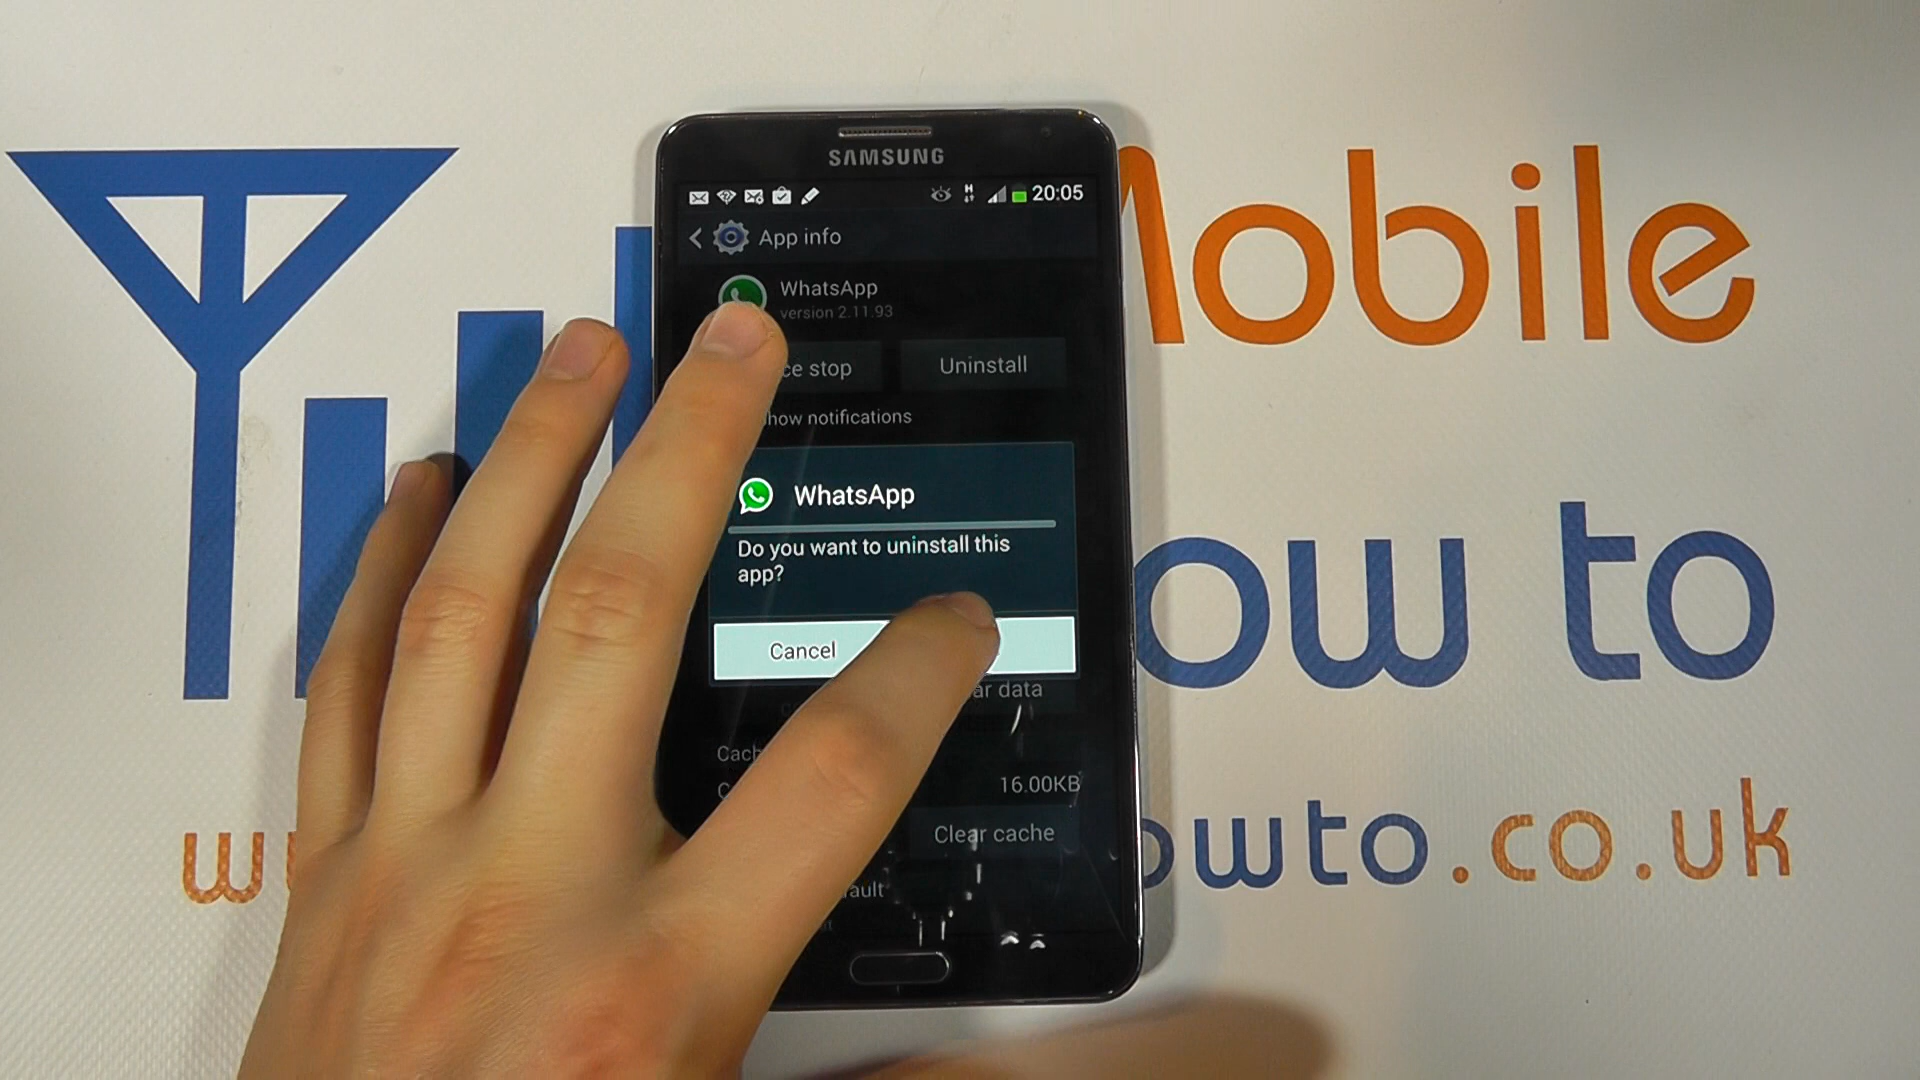 SAMSUNG
20:05
App info
WhatsApp
version 2.11.93
ce stop
Uninstall
how notifications
WhatsApp
Do you want to uninstall this
app?
Cancel
ar data
Cach
16.00KB
Clear cache
ault
Mobile
ow to
w
owto.co.uk